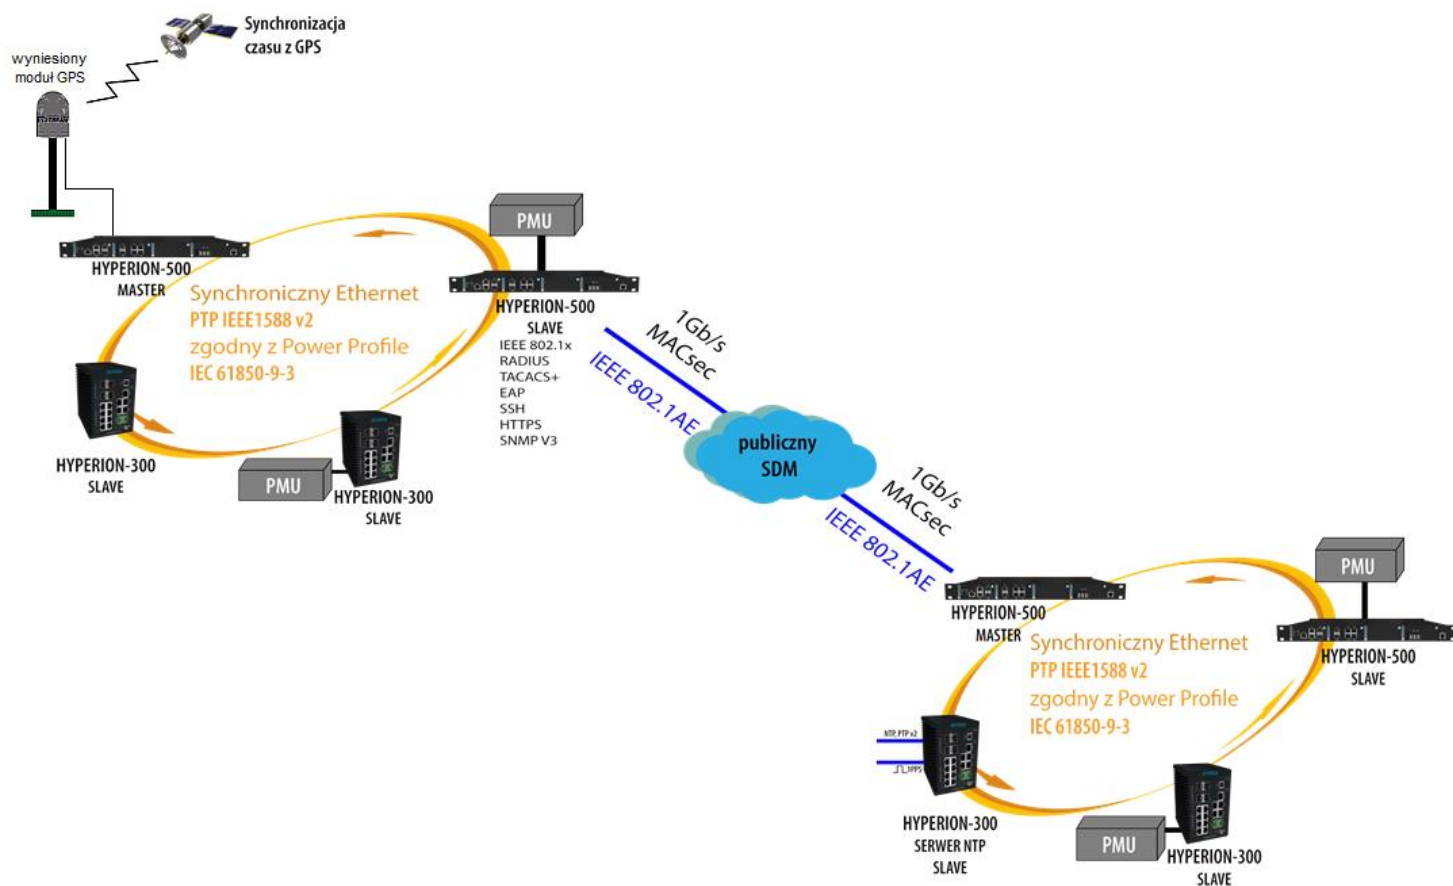 Synchronizacja
czasu z GPS
wyniesiony
moduł GPS
PMU
HYPERION-500
MASTER
HYPERION-500
SLAVE
IEEE 802.1x
RADIUS
TACACS+
EAP
SSH
HTTPS
SNMP V3
Synchroniczny Ethernet
PTP IEEE1588 v2
zgodny z Power Profile
IEC 61850-9-3
HYPERION-300
SLAVE
PMU
HYPERION-300
SLAVE
1Gb/s
MACsec
IEEE 802.1AE
publiczny
SDM
1Gb/s
MACsec
IEEE 802.1AE
PMU
HYPERION-500
MASTER
HYPERION-500
SLAVE
Synchroniczny Ethernet
PTP IEEE1588 v2
zgodny z Power Profile
IEC 61850-9-3
NTP, PTP v2
1PPS
HYPERION-300
SERWER NTP
SLAVE
PMU
HYPERION-300
SLAVE